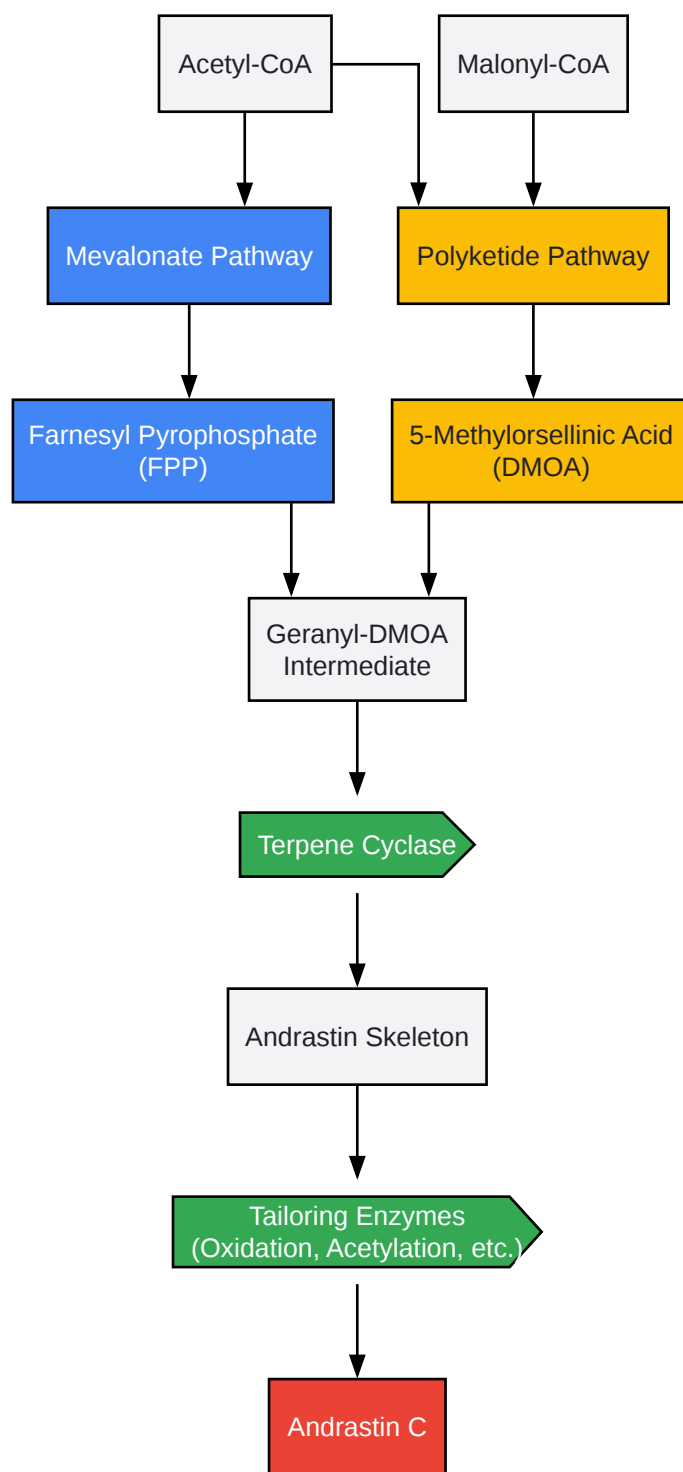 Acetyl-CoA
Malonyl-CoA
Mevalonate Pathway
Polyketide Pathway
Farnesyl Pyrophosphate
(FPP)
5-Methylorsellinic Acid
(DMOA)
Geranyl-DMOA
Intermediate
Terpene Cyclase
Andrastin Skeleton
Tailoring Enzymes
(Oxidation, Acetylation, etc.)
Andrastin C